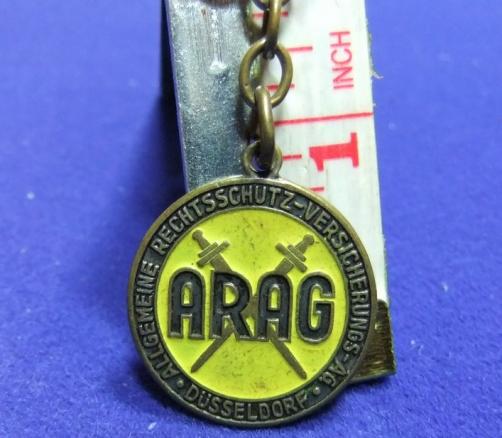 INCH
1
ALLGEMEINE RECHTSSCHUTZ-VERSICHERUNGS-AG.
ARAG
· DÜSSELDORF ·